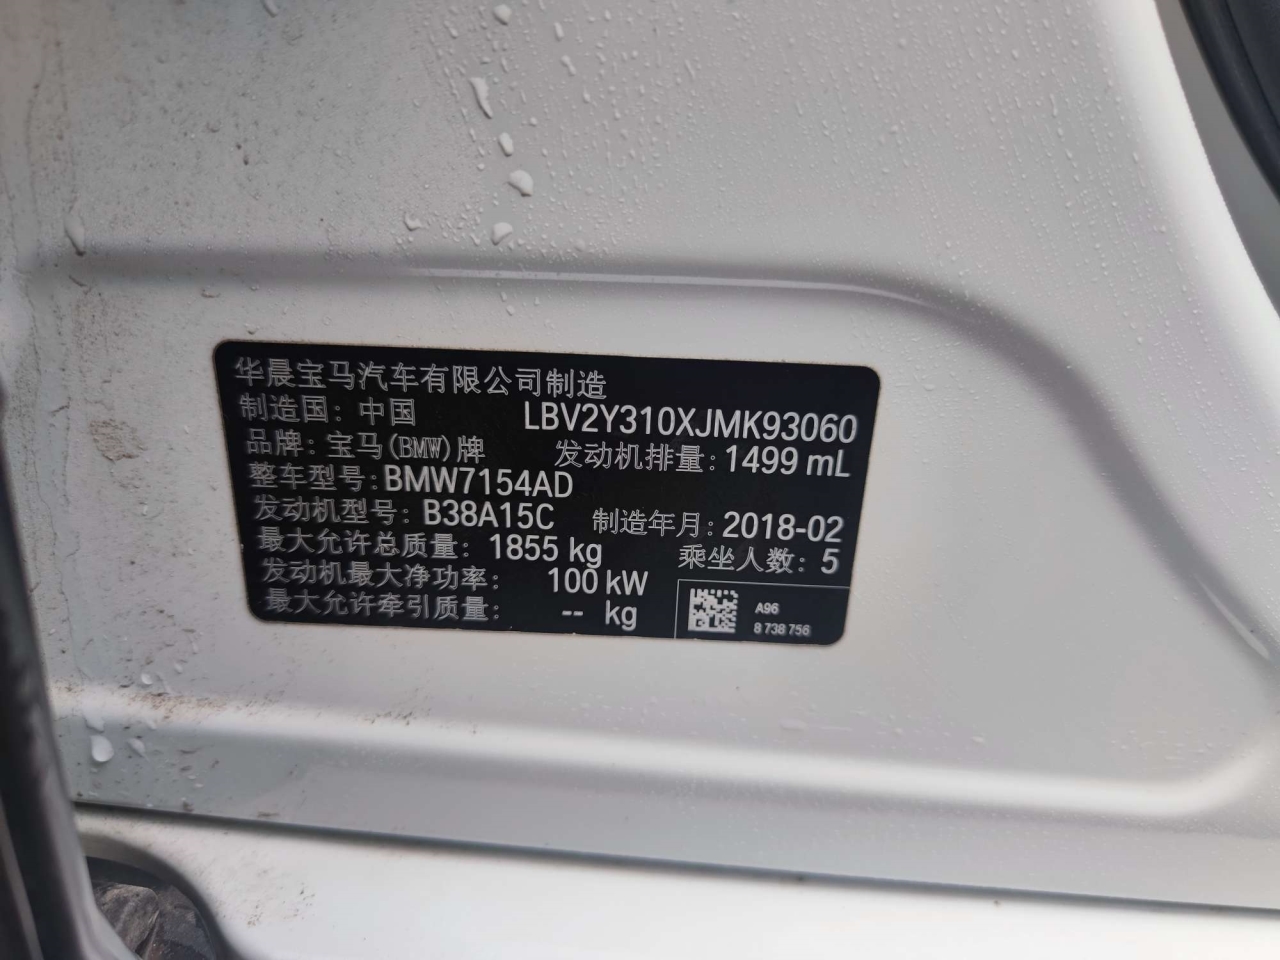 华晨宝马汽车有限公司制造
制造国: 中国 LBV2Y310XJMK93060
品牌: 宝马(BMW)牌 发动机排量: 1499 mL
整车型号: BMW7154AD
发动机型号: B38A15C 制造年月: 2018-02
最大允许总质量: 1855 kg 乘坐人数: 5
发动机最大净功率: 100 kW
最大允许牵引质量: -- kg
A96
8 738 756